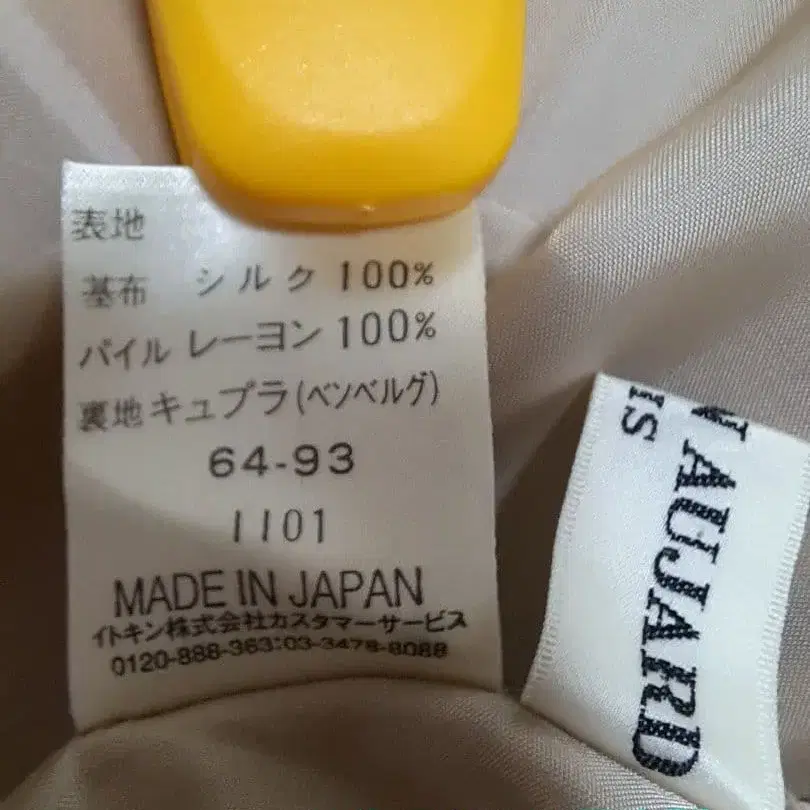 表地
基布 シルク 100%
パイル レーヨン 100%
裏地 キュプラ(ベンベルグ)
64-93
1101
MADE IN JAPAN
イトキン株式会社カスタマーサービス
0120-888-363:03-3478-8088
AUJARD
IS